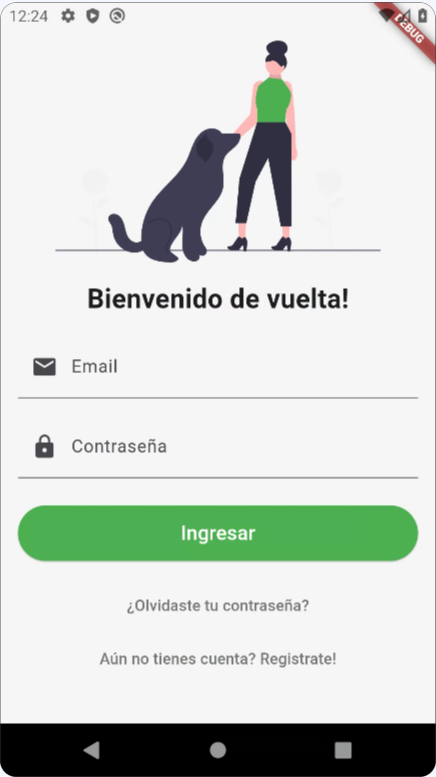 12:24
DEBUG
Bienvenido de vuelta!
Email
Contraseña
Ingresar
¿Olvidaste tu contraseña?
Aún no tienes cuenta? Registrate!